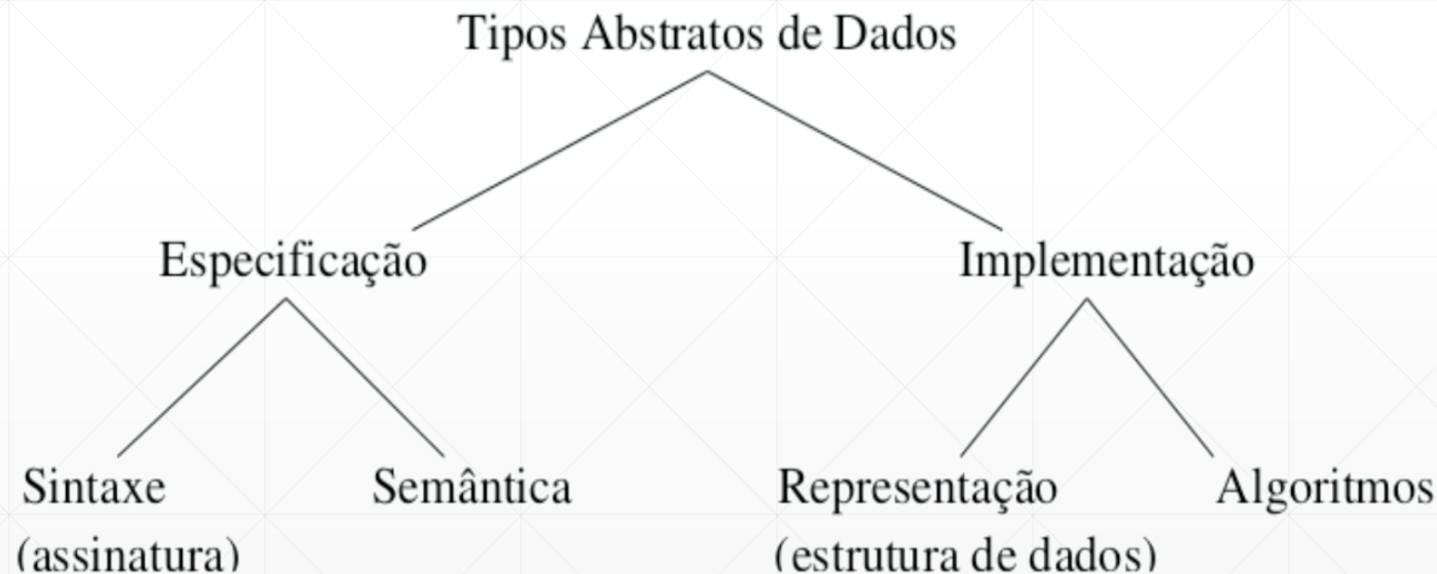 Tipos Abstratos de Dados
Especificação
Implementação
Sintaxe
(assinatura)
Semântica
Representação
(estrutura de dados)
Algoritmos